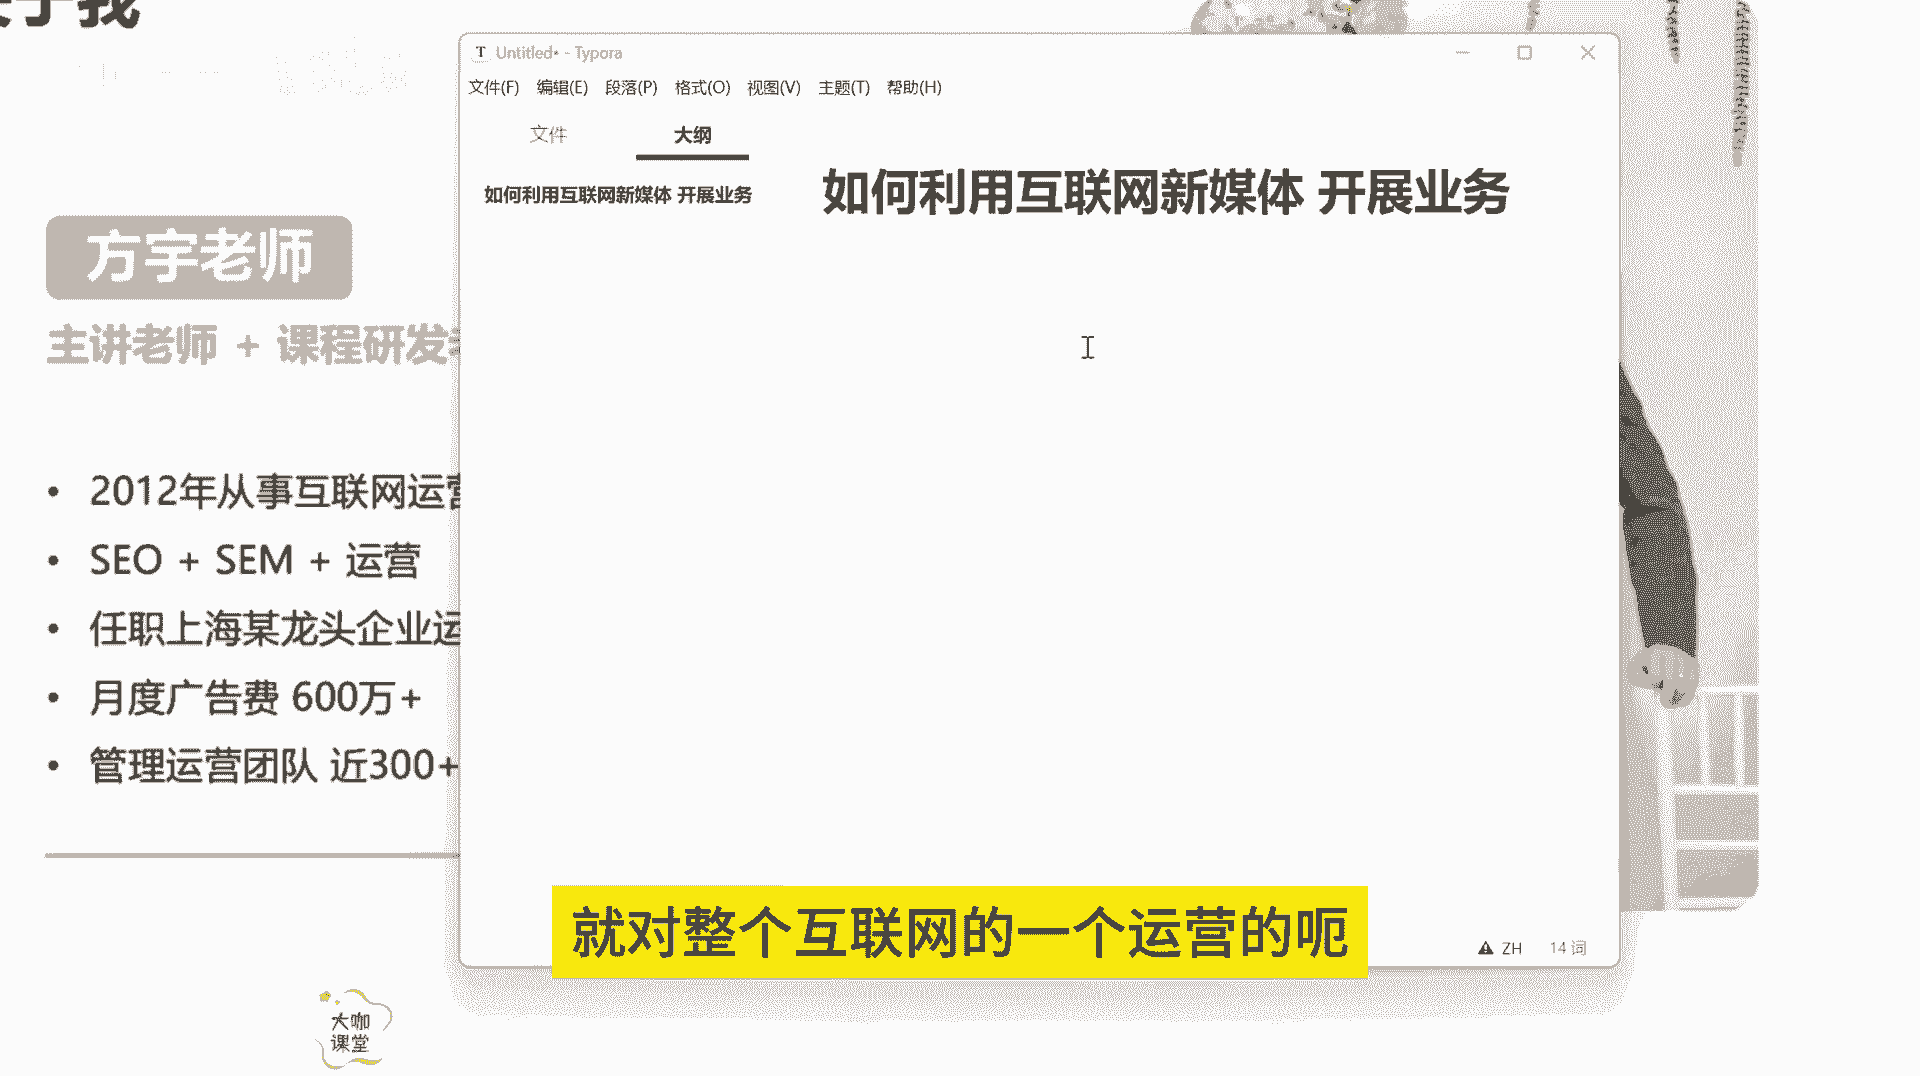 于我
方宇老师
主讲老师 + 课程研发
2012年从事互联网运营
SEO + SEM + 运营
任职上海某龙头企业运
月度广告费 600万+
管理运营团队 近300+
Untitled• - Typora
文件(F) 编辑(E) 段落(P) 格式(O) 视图(V) 主题(T) 帮助(H)
文件 大纲
如何利用互联网新媒体 开展业务
如何利用互联网新媒体 开展业务
就对整个互联网的一个运营的呃
ZH 14 词
大咖
课堂